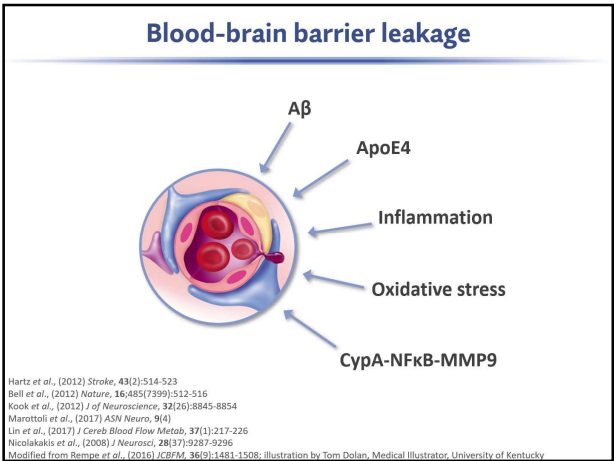 Blood-brain barrier leakage
Aβ
ApoE4
Inflammation
Oxidative stress
CypA-NFκB-MMP9
Hartz et al., (2012) Stroke, 43(2):514-523
Bell et al., (2012) Nature, 16;485(7399):512-516
Kook et al., (2012) J of Neuroscience, 32(26):8845-8854
Marottoli et al., (2017) ASN Neuro, 9(4)
Lin et al., (2017) J Cereb Blood Flow Metab, 37(1):217-226
Nicolakakis et al., (2008) J Neurosci, 28(37):9287-9296
Modified from Rempe et al., (2016) JCBFM, 36(9):1481-1508; illustration by Tom Dolan, Medical Illustrator, University of Kentucky